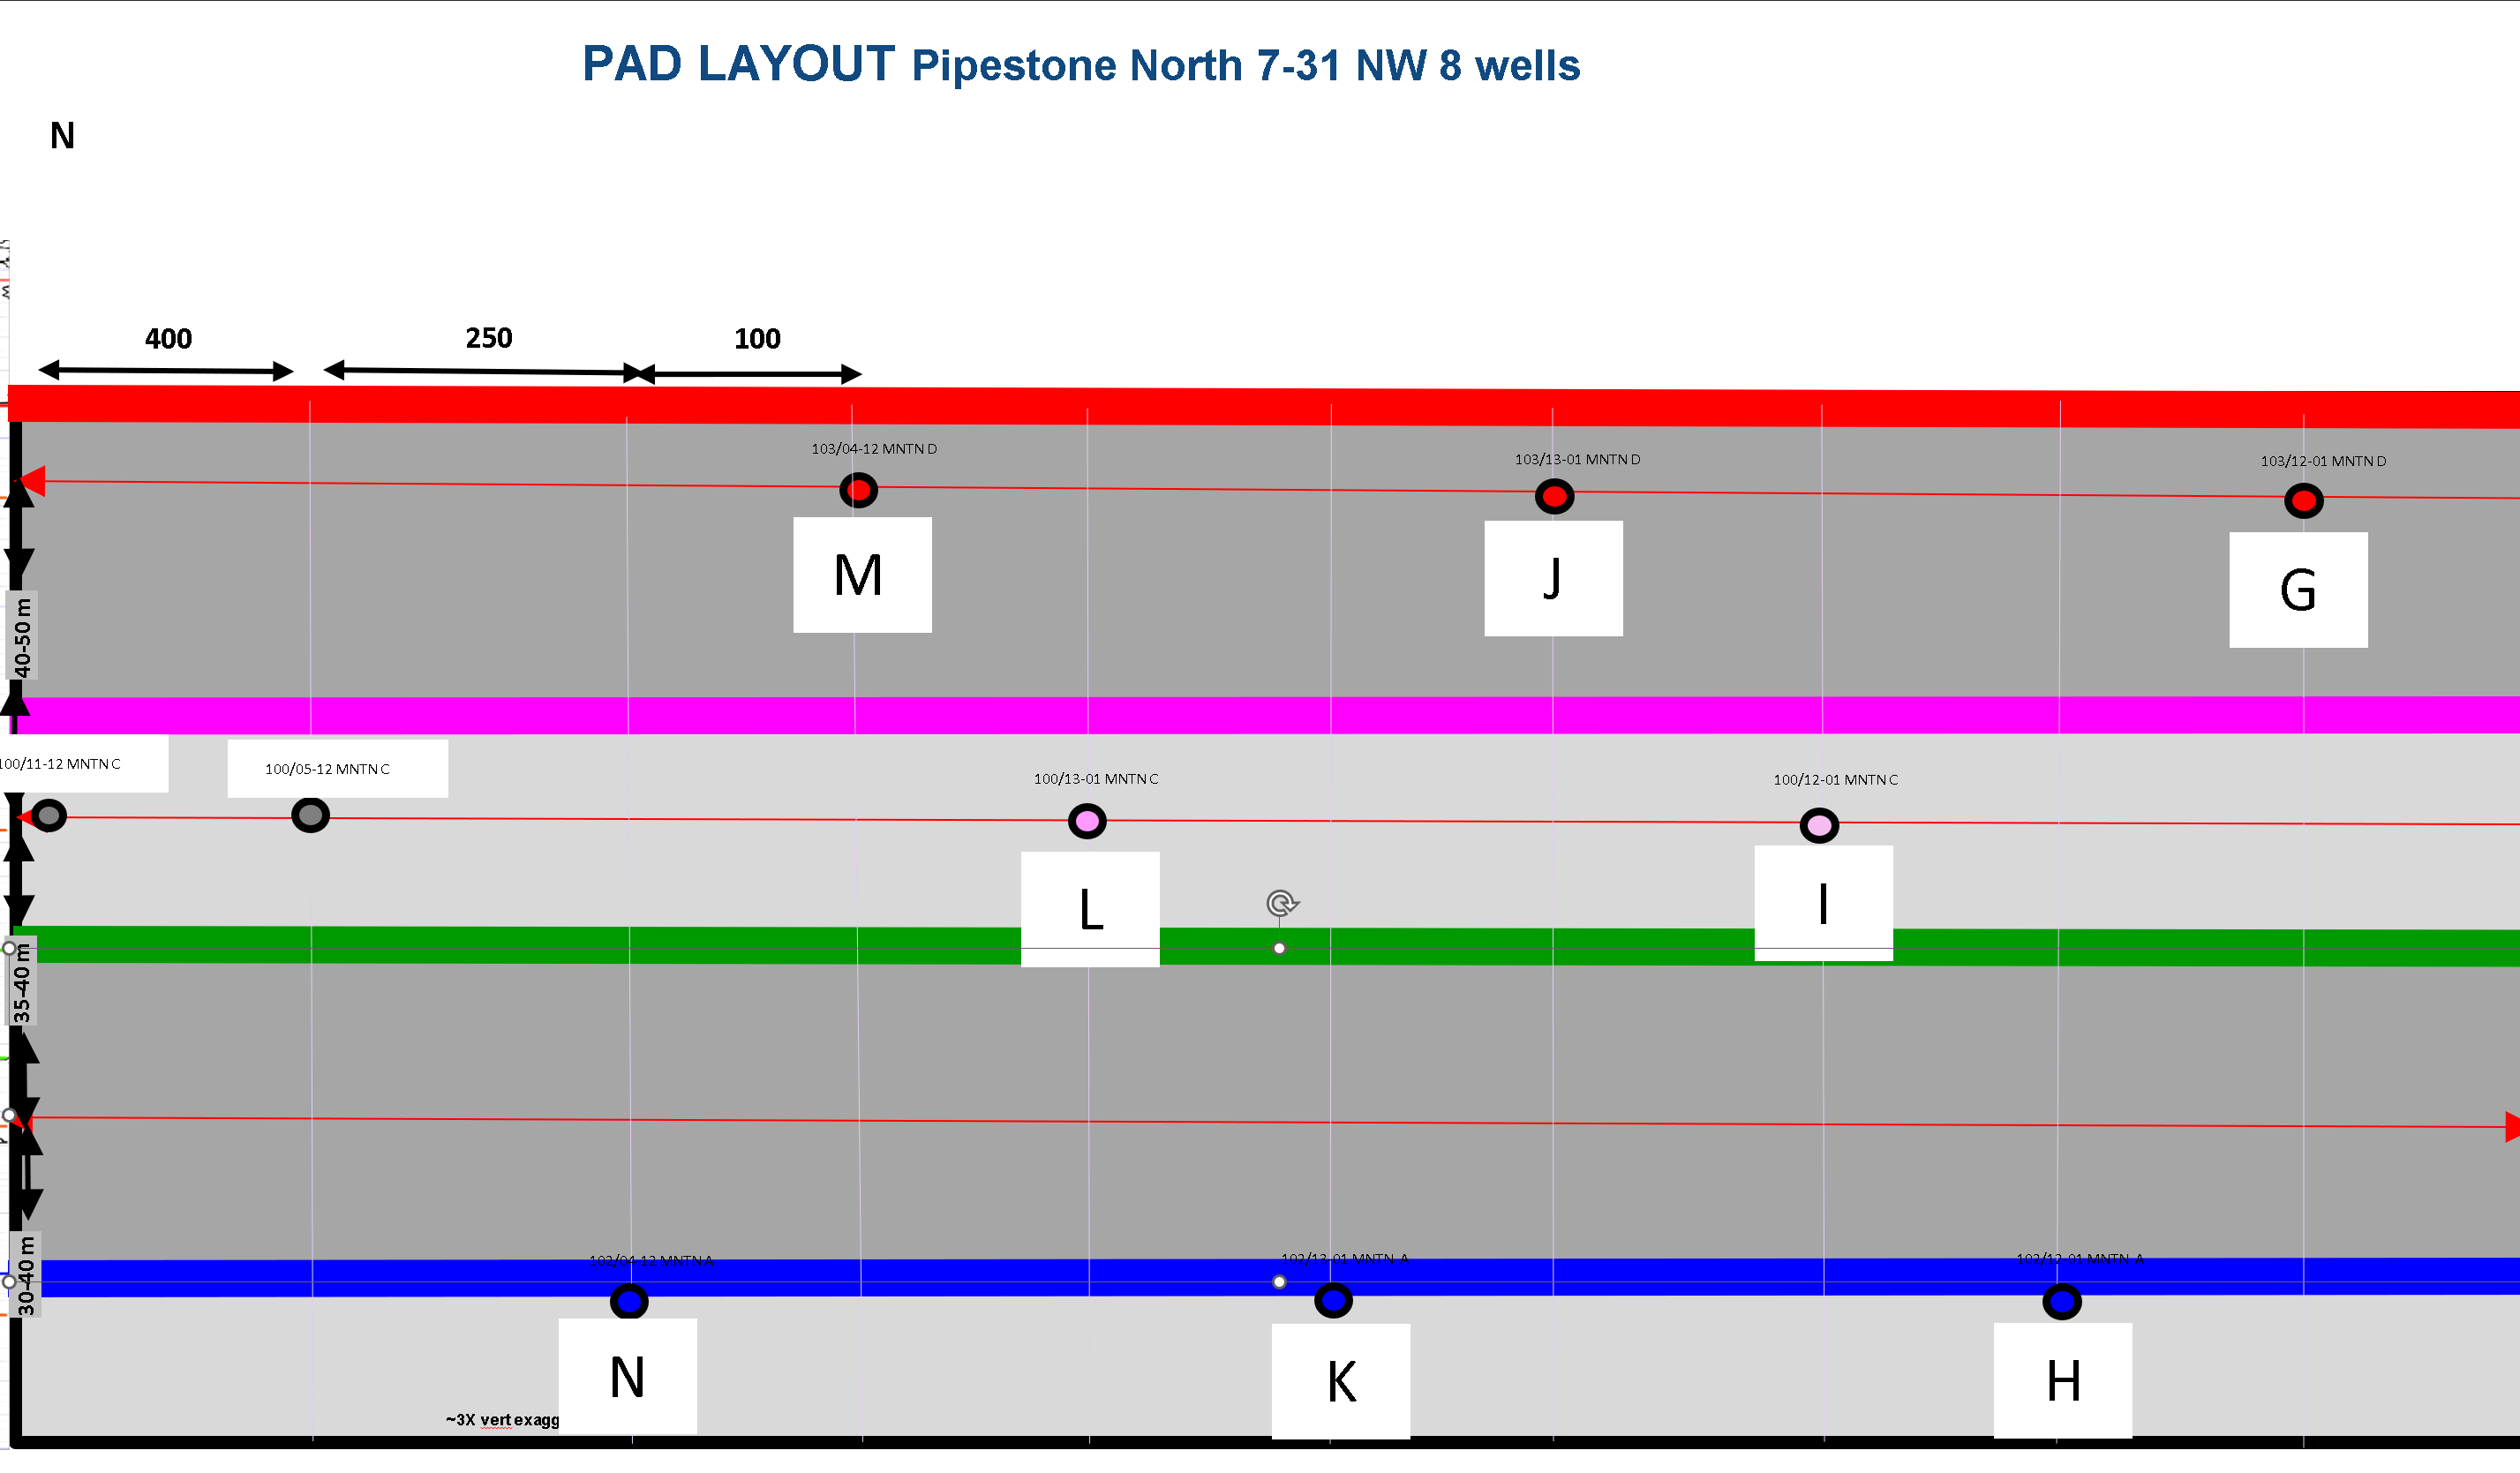 PAD LAYOUT Pipestone North 7-31 NW 8 wells
N
400
250
100
103/04-12 MNTN D
103/13-01 MNTN D
103/12-01 MNTN D
M
J
G
40-50 m
100/11-12 MNTN C
100/05-12 MNTN C
100/13-01 MNTN C
100/12-01 MNTN C
L
I
35-40 m
102/04-12 MNTN A
102/13-01 MNTN A
102/12-01 MNTN A
30-40 m
N
K
H
~3X vert exagg